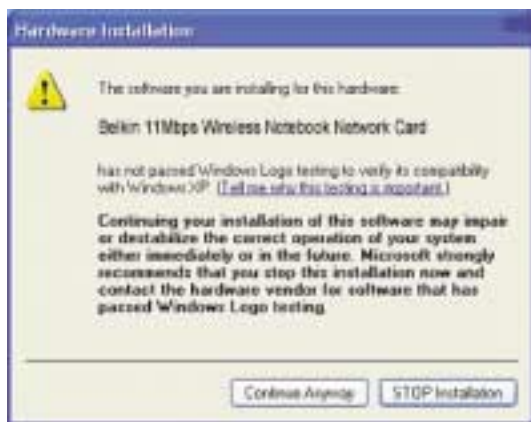 Hardware Installation
The software you are installing for this hardware:
Belkin 11Mbps Wireless Notebook Network Card
has not passed Windows Logo testing to verify its compatibility
with Windows XP. (Tell me why this testing is important.)
Continuing your installation of this software may impair
or destabilize the correct operation of your system
either immediately or in the future. Microsoft strongly
recommends that you stop this installation now and
contact the hardware vendor for software that has
passed Windows Logo testing.
Continue Anyway
STOP Installation